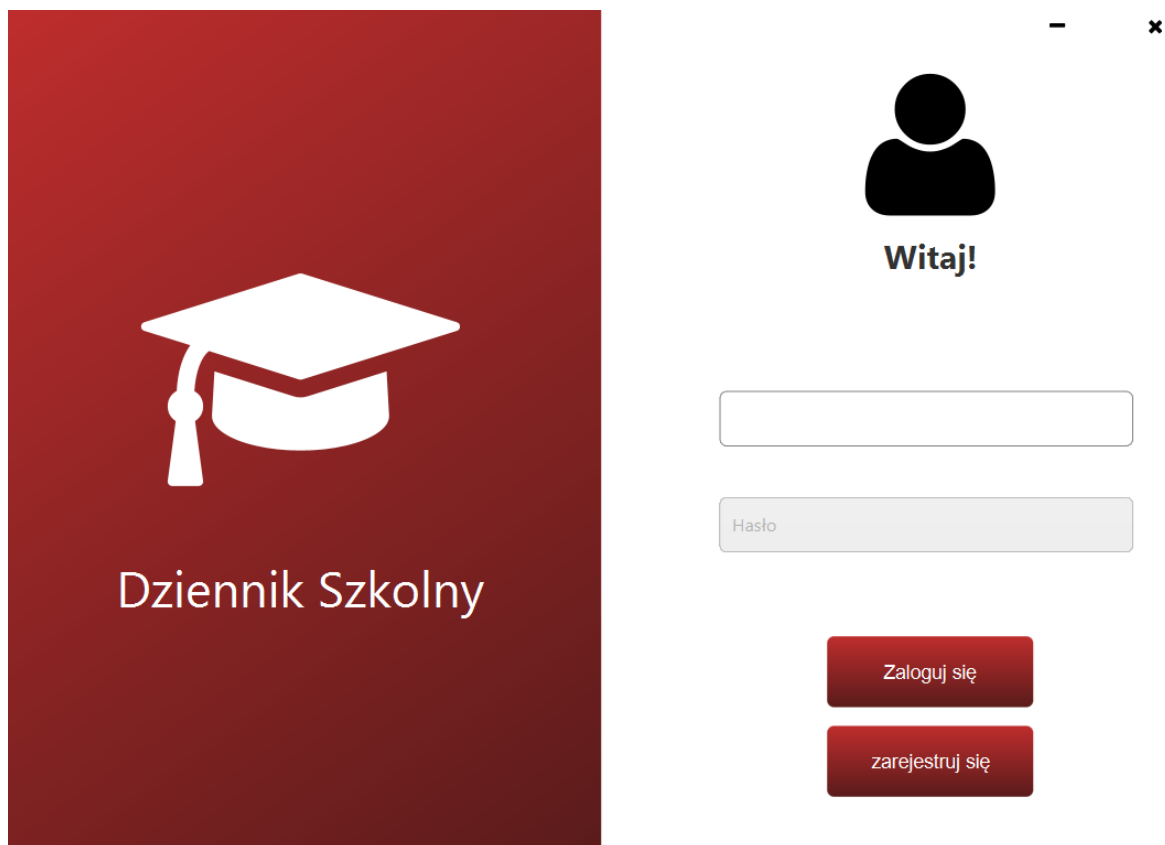 Dziennik Szkolny
Witaj!
Hasło
Zaloguj się
zarejestruj się